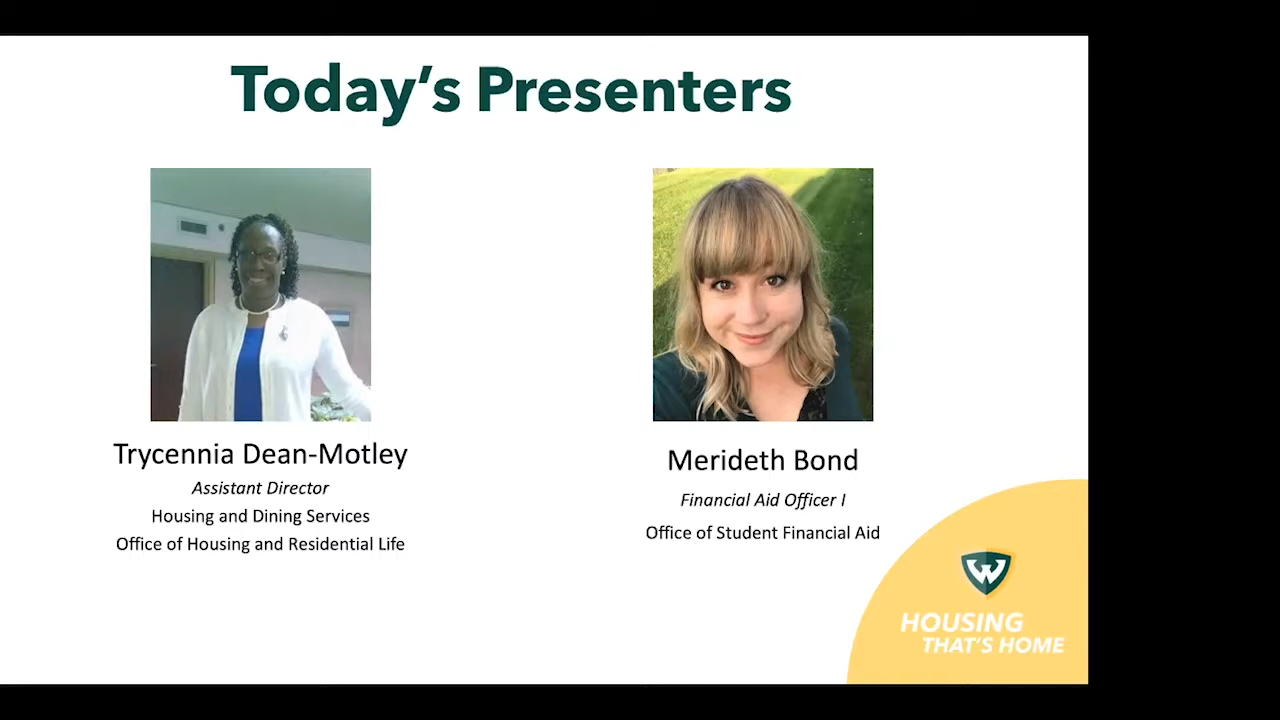 Today's Presenters
Trycennia Dean-Motley
Assistant Director
Housing and Dining Services
Office of Housing and Residential Life
Merideth Bond
Financial Aid Officer I
Office of Student Financial Aid
W
HOUSING
THAT'S HOME